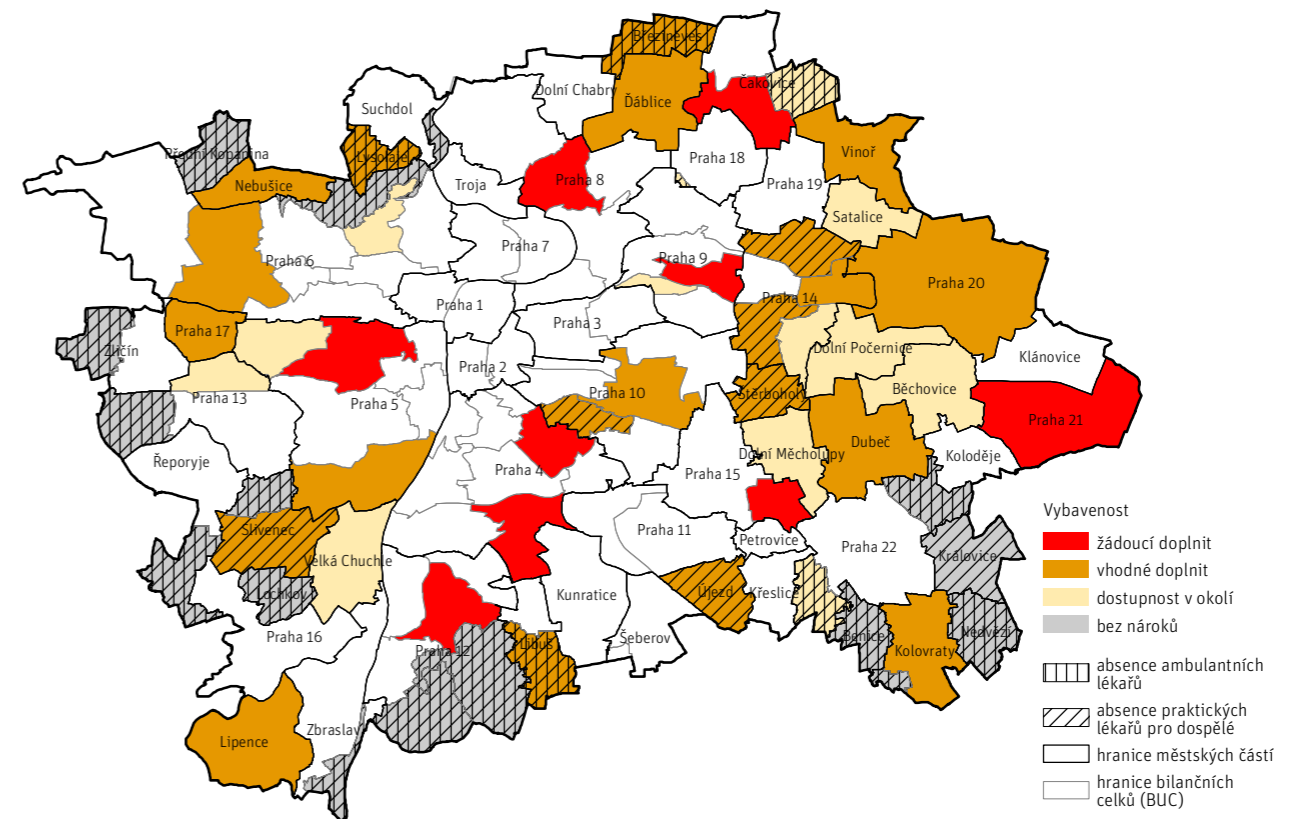 Březiněves
Dolní Chabry
Ďáblice
Čakovice
Suchdol
Přední Kopanina
Lysolaje
Praha 18
Vinoř
Nebušice
Troja
Praha 8
Praha 19
Satalice
Praha 6
Praha 7
Praha 9
Praha 20
Praha 1
Praha 14
Praha 17
Praha 3
Zličín
Dolní Počernice
Klánovice
Praha 2
Praha 13
Praha 5
Praha 10
Štěrboholy
Běchovice
Praha 21
Řeporyje
Praha 4
Praha 15
Dolní Měcholupy
Dubeč
Koloděje
Slivenec
Velká Chuchle
Praha 11
Petrovice
Praha 22
Královice
Lochkov
Kunratice
Újezd
Křeslice
Praha 16
Šeberov
Benice
Nedvězí
Praha 12
Libuš
Kolovraty
Lipence
Zbraslav
Vybavenost
žádoucí doplnit
vhodné doplnit
dostupnost v okolí
bez nároků
absence ambulantních
lékařů
absence praktických
lékařů pro dospělé
hranice městských částí
hranice bilančních
celků (BUC)